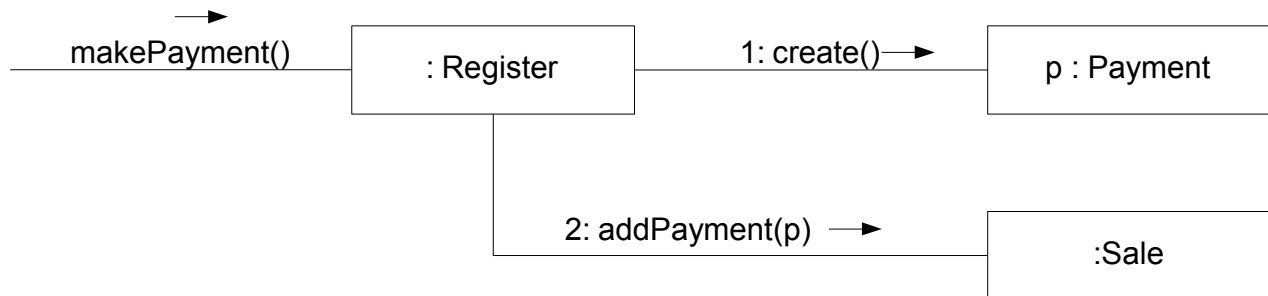 makePayment()
: Register
1: create()
p : Payment
2: addPayment(p)
:Sale